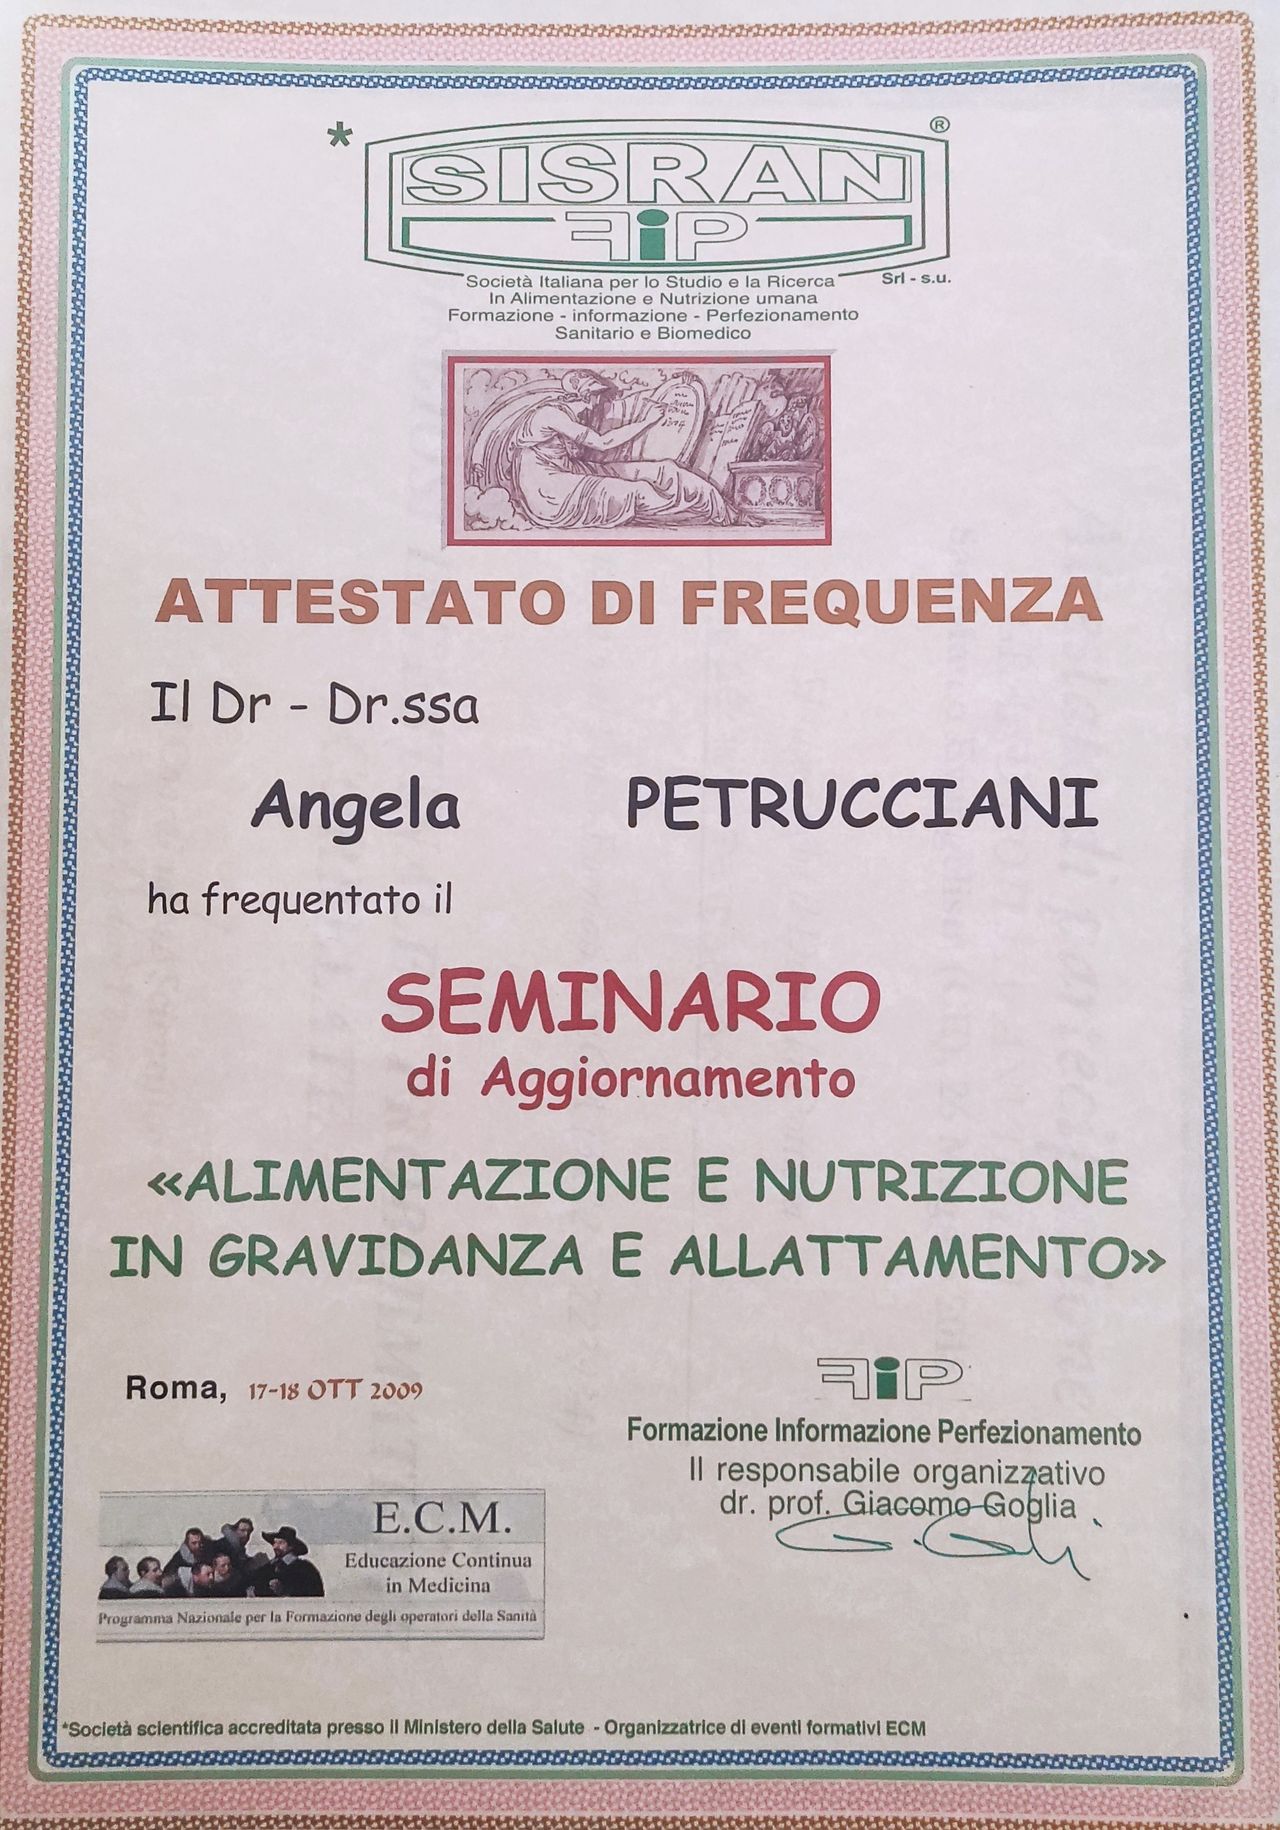 *
SISRAN
®
FiP
Srl - s.u.
Società Italiana per lo Studio e la Ricerca
In Alimentazione e Nutrizione umana
Formazione - informazione - Perfezionamento
Sanitario e Biomedico
ATTESTATO DI FREQUENZA
Il Dr - Dr.ssa
Angela PETRUCCIANI
ha frequentato il
SEMINARIO
di Aggiornamento
«ALIMENTAZIONE E NUTRIZIONE
IN GRAVIDANZA E ALLATTAMENTO»
Roma, 17-18 OTT 2009
FiP
Formazione Informazione Perfezionamento
Il responsabile organizzativo
dr. prof. Giacomo Goglia
E.C.M.
Educazione Continua
in Medicina
Programma Nazionale per la Formazione degli operatori della Sanità
*Società scientifica accreditata presso il Ministero della Salute - Organizzatrice di eventi formativi ECM